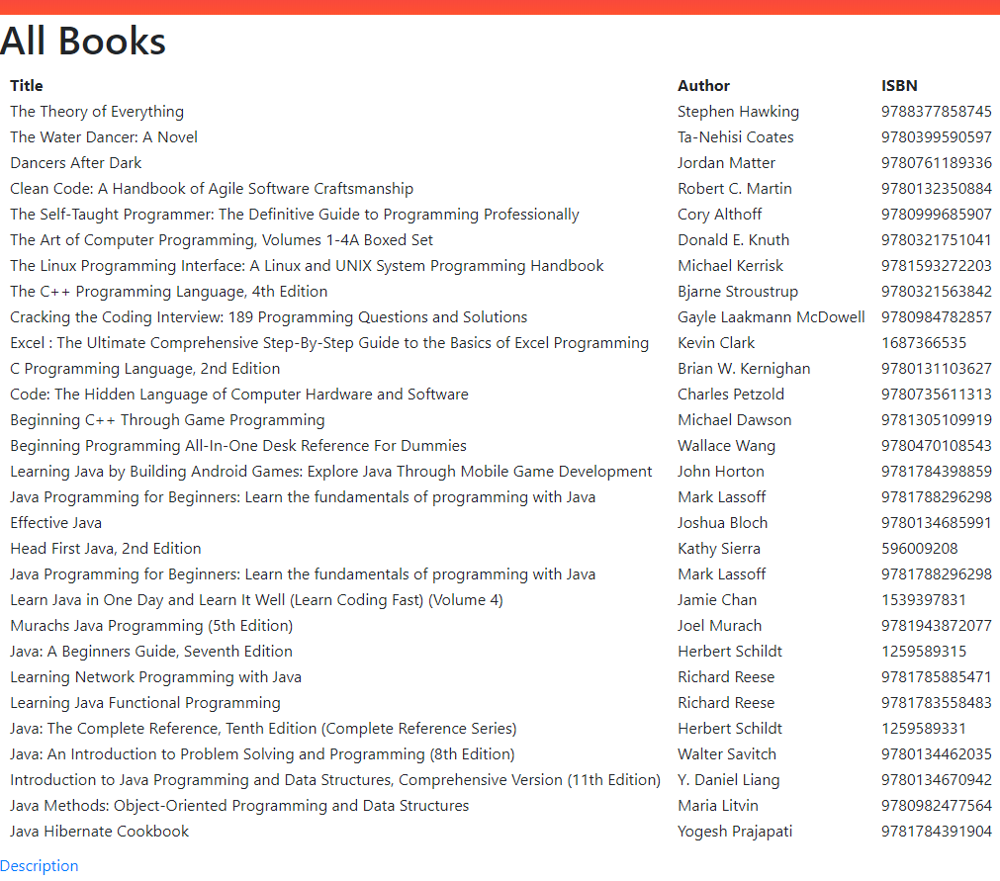 All Books
Title Author ISBN
The Theory of Everything Stephen Hawking 9788377858745
The Water Dancer: A Novel Ta-Nehisi Coates 9780399590597
Dancers After Dark Jordan Matter 9780761189336
Clean Code: A Handbook of Agile Software Craftsmanship Robert C. Martin 9780132350884
The Self-Taught Programmer: The Definitive Guide to Programming Professionally Cory Althoff 9780999685907
The Art of Computer Programming, Volumes 1-4A Boxed Set Donald E. Knuth 9780321751041
The Linux Programming Interface: A Linux and UNIX System Programming Handbook Michael Kerrisk 9781593272203
The C++ Programming Language, 4th Edition Bjarne Stroustrup 9780321563842
Cracking the Coding Interview: 189 Programming Questions and Solutions Gayle Laakmann McDowell 9780984782857
Excel : The Ultimate Comprehensive Step-By-Step Guide to the Basics of Excel Programming Kevin Clark 1687366535
C Programming Language, 2nd Edition Brian W. Kernighan 9780131103627
Code: The Hidden Language of Computer Hardware and Software Charles Petzold 9780735611313
Beginning C++ Through Game Programming Michael Dawson 9781305109919
Beginning Programming All-In-One Desk Reference For Dummies Wallace Wang 9780470108543
Learning Java by Building Android Games: Explore Java Through Mobile Game Development John Horton 9781784398859
Java Programming for Beginners: Learn the fundamentals of programming with Java Mark Lassoff 9781788296298
Effective Java Joshua Bloch 9780134685991
Head First Java, 2nd Edition Kathy Sierra 596009208
Java Programming for Beginners: Learn the fundamentals of programming with Java Mark Lassoff 9781788296298
Learn Java in One Day and Learn It Well (Learn Coding Fast) (Volume 4) Jamie Chan 1539397831
Murachs Java Programming (5th Edition) Joel Murach 9781943872077
Java: A Beginners Guide, Seventh Edition Herbert Schildt 1259589315
Learning Network Programming with Java Richard Reese 9781785885471
Learning Java Functional Programming Richard Reese 9781783558483
Java: The Complete Reference, Tenth Edition (Complete Reference Series) Herbert Schildt 1259589331
Java: An Introduction to Problem Solving and Programming (8th Edition) Walter Savitch 9780134462035
Introduction to Java Programming and Data Structures, Comprehensive Version (11th Edition) Y. Daniel Liang 9780134670942
Java Methods: Object-Oriented Programming and Data Structures Maria Litvin 9780982477564
Java Hibernate Cookbook Yogesh Prajapati 9781784391904
Description